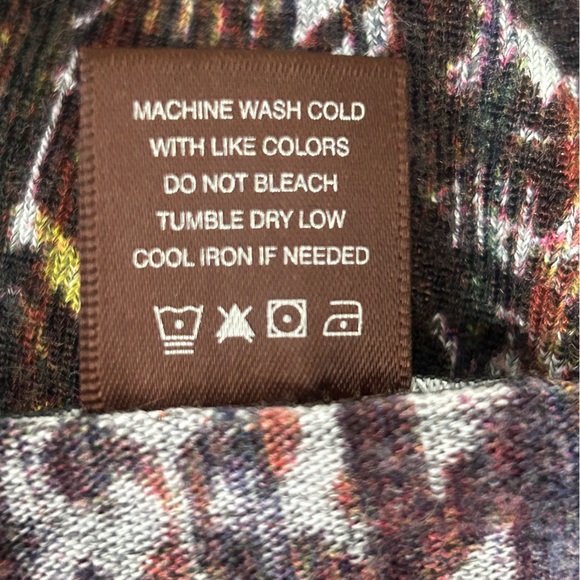 MACHINE WASH COLD
WITH LIKE COLORS
DO NOT BLEACH
TUMBLE DRY LOW
COOL IRON IF NEEDED